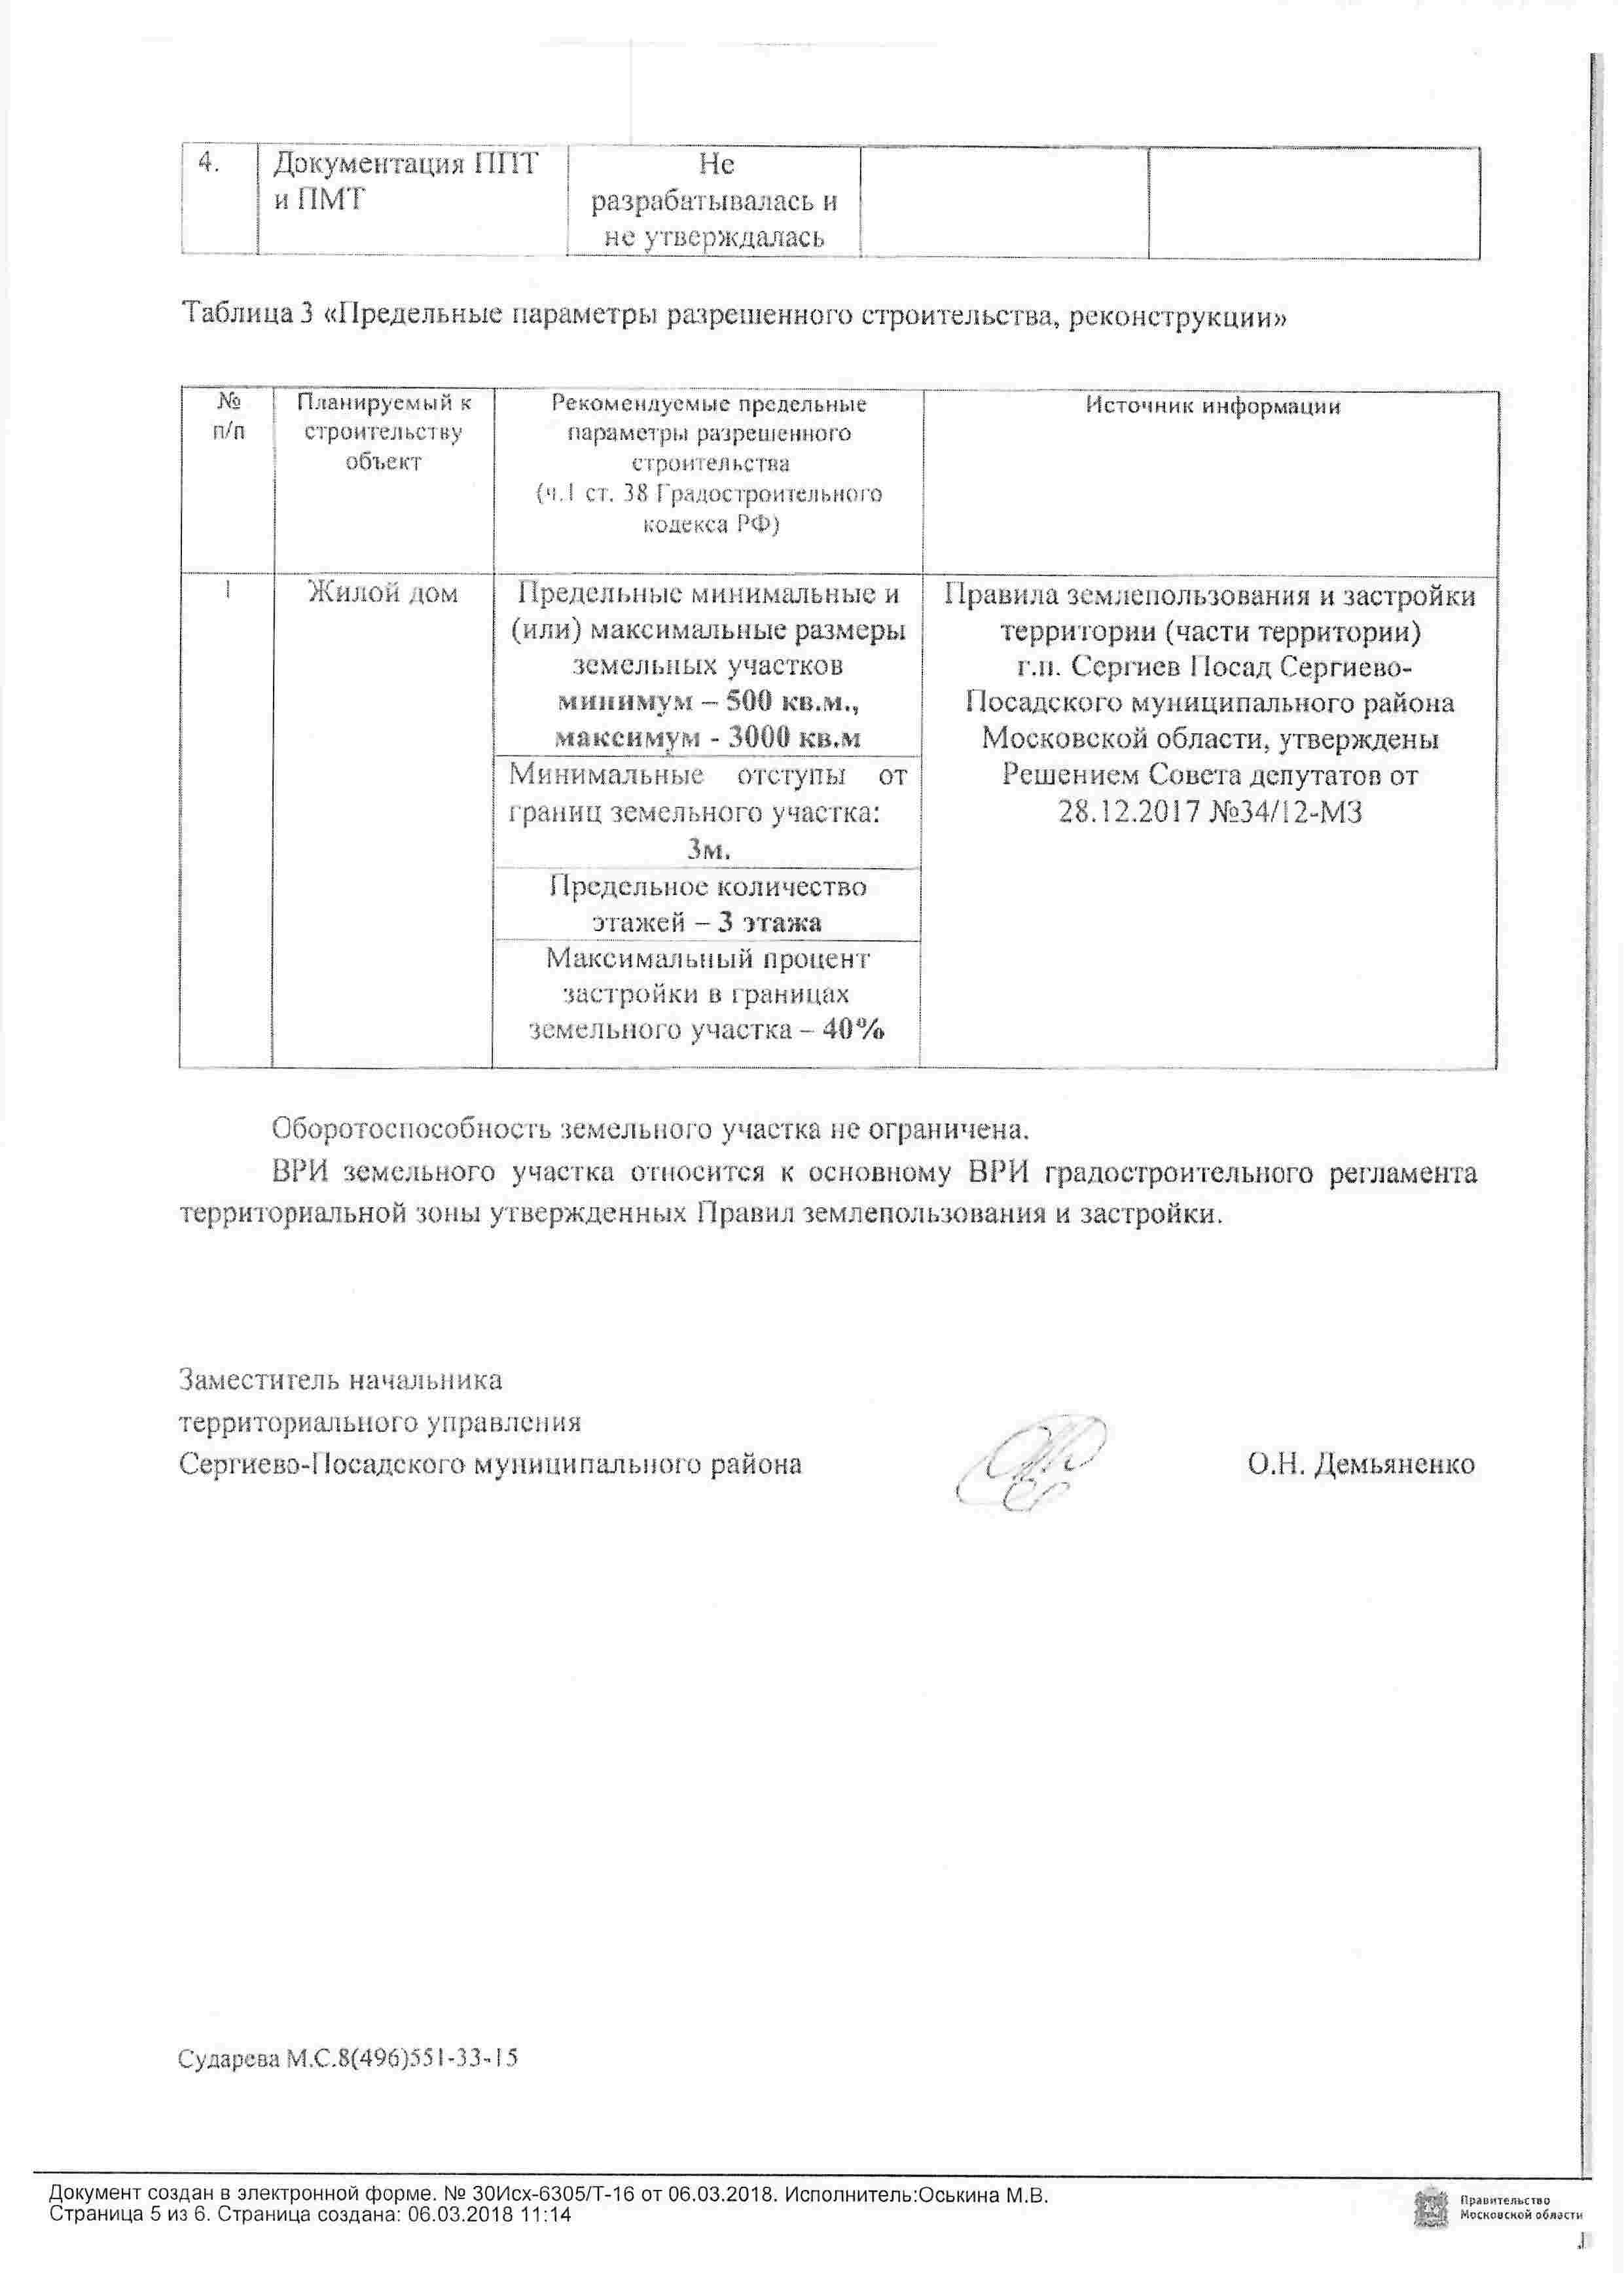 4.
Документация ППТ
и ПМТ
Не
разрабатывалась и
не утверждалась
Таблица 3 «Предельные параметры разрешенного строительства, реконструкции»
№
п/п
Планируемый к
строительству
объект
Рекомендуемые предельные
параметры разрешенного
строительства
(ч.1 ст. 38 Градостроительного
кодекса РФ)
Источник информации
1
Жилой дом
Предельные минимальные и
(или) максимальные размеры
земельных участков
минимум – 500 кв.м.,
максимум - 3000 кв.м
Минимальные отступы от
границ земельного участка:
3м.
Предельное количество
этажей – 3 этажа
Максимальный процент
застройки в границах
земельного участка – 40%
Правила землепользования и застройки
территории (части территории)
г.п. Сергиев Посад Сергиево-
Посадского муниципального района
Московской области, утверждены
Решением Совета депутатов от
28.12.2017 №34/12-МЗ
Оборотоспособность земельного участка не ограничена.
ВРИ земельного участка относится к основному ВРИ градостроительного регламента
территориальной зоны утвержденных Правил землепользования и застройки.
Заместитель начальника
территориального управления
Сергиево-Посадского муниципального района
О.Н. Демьяненко
Сударева М.С.8(496)551-33-15
Документ создан в электронной форме. № 30Исх-6305/Т-16 от 06.03.2018. Исполнитель:Оськина М.В.
Страница 5 из 6. Страница создана: 06.03.2018 11:14
Правительство
Московской области